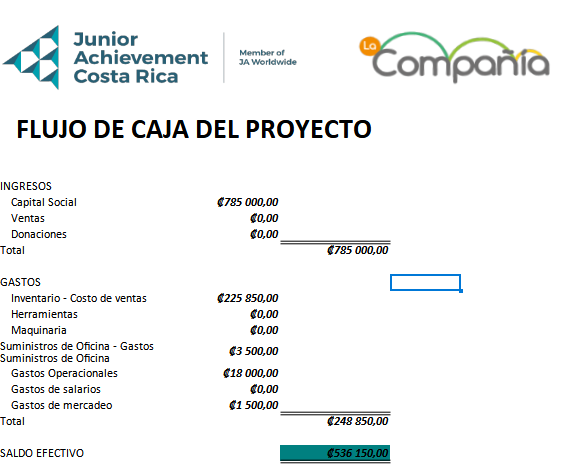 Junior
Achievement
Costa Rica
Member of
JA Worldwide
La
Compañía
FLUJO DE CAJA DEL PROYECTO
INGRESOS
Capital Social ₡785 000,00
Ventas ₡0,00
Donaciones ₡0,00
Total ₡785 000,00
GASTOS
Inventario - Costo de ventas ₡225 850,00
Herramientas ₡0,00
Maquinaria ₡0,00
Suministros de Oficina - Gastos
Suministros de Oficina ₡3 500,00
Gastos Operacionales ₡18 000,00
Gastos de salarios ₡0,00
Gastos de mercadeo ₡1 500,00
Total ₡248 850,00
SALDO EFECTIVO ₡536 150,00